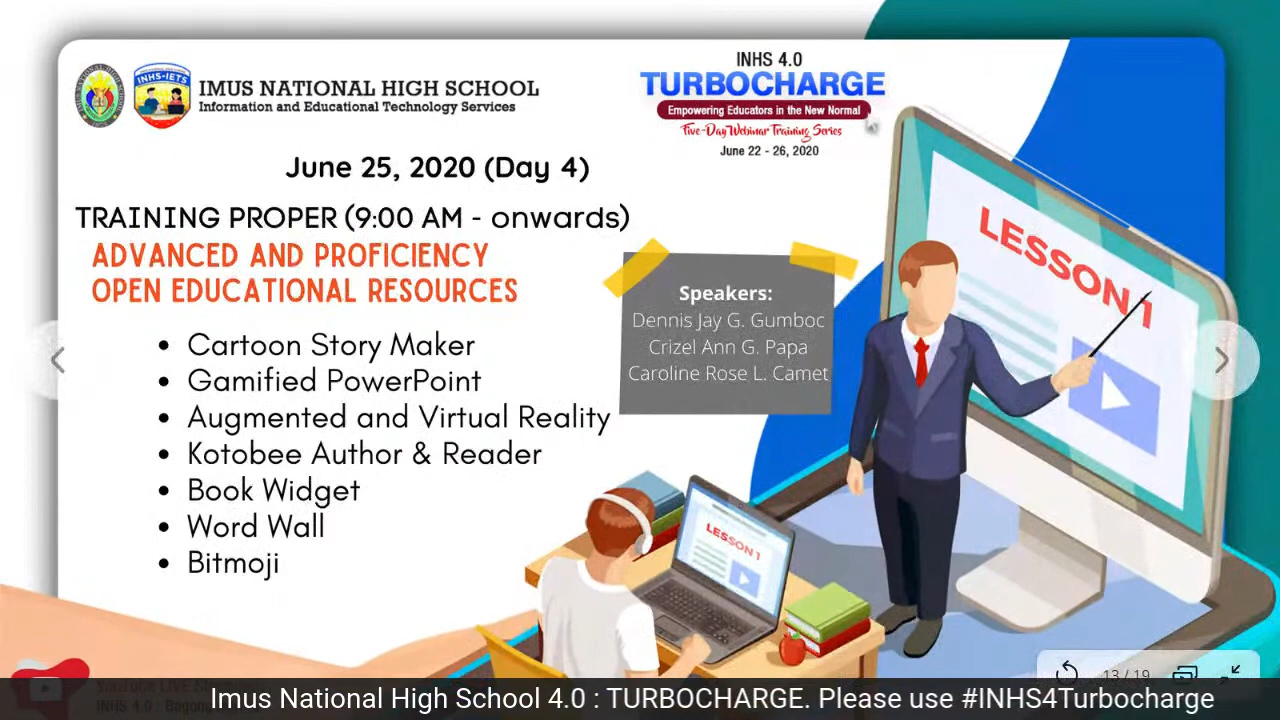 IMUS NATIONAL HIGH SCHOOL
Information and Educational Technology Services
INHS-IETS
INHS 4.0
TURBOCHARGE
Empowering Educators in the New Normal
Five-Day Webinar Training Series
June 22 - 26, 2020
June 25, 2020 (Day 4)
TRAINING PROPER (9:00 AM - onwards)
ADVANCED AND PROFICIENCY
OPEN EDUCATIONAL RESOURCES
• Cartoon Story Maker
• Gamified PowerPoint
• Augmented and Virtual Reality
• Kotobee Author & Reader
• Book Widget
• Word Wall
• Bitmoji
Speakers:
Dennis Jay G. Gumboc
Crizel Ann G. Papa
Caroline Rose L. Camet
LESSON 1
LESSON 1
13 / 19
Imus National High School 4.0 : TURBOCHARGE. Please use #INHS4Turbocharge